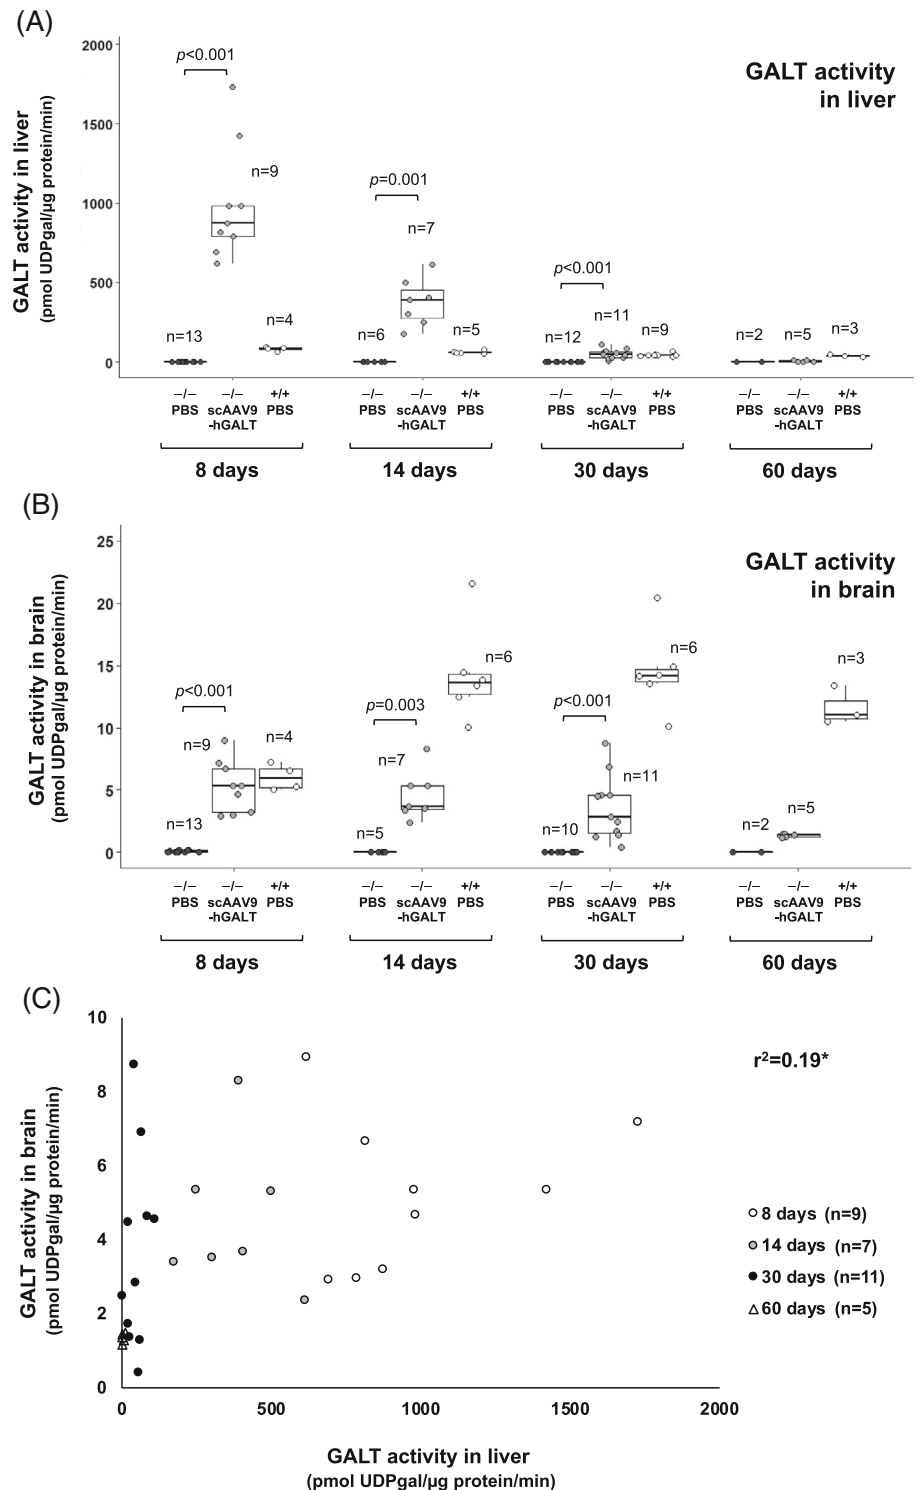 (A)
GALT activity
in liver
GALT activity in liver
(pmol UDPgal/µg protein/min)
2000
1500
1000
500
0
p<0.001
n=13
n=9
n=4
p=0.001
n=6
n=7
n=5
p<0.001
n=12
n=11
n=9
n=2
n=5
n=3
–/– –/– +/+ –/– –/– +/+ –/– –/– +/+ –/– –/– +/+
PBS scAAV9 PBS PBS scAAV9 PBS PBS scAAV9 PBS PBS scAAV9 PBS
-hGALT -hGALT -hGALT -hGALT
8 days 14 days 30 days 60 days
(B)
GALT activity
in brain
GALT activity in brain
(pmol UDPgal/µg protein/min)
25
20
15
10
5
0
p<0.001
n=13
n=9
n=4
p=0.003
n=5
n=7
n=6
p<0.001
n=10
n=11
n=6
n=2
n=5
n=3
–/– –/– +/+ –/– –/– +/+ –/– –/– +/+ –/– –/– +/+
PBS scAAV9 PBS PBS scAAV9 PBS PBS scAAV9 PBS PBS scAAV9 PBS
-hGALT -hGALT -hGALT -hGALT
8 days 14 days 30 days 60 days
(C)
GALT activity in brain
(pmol UDPgal/µg protein/min)
10
8
6
4
2
0
r²=0.19*
8 days (n=9)
14 days (n=7)
30 days (n=11)
60 days (n=5)
0 500 1000 1500 2000
GALT activity in liver
(pmol UDPgal/µg protein/min)